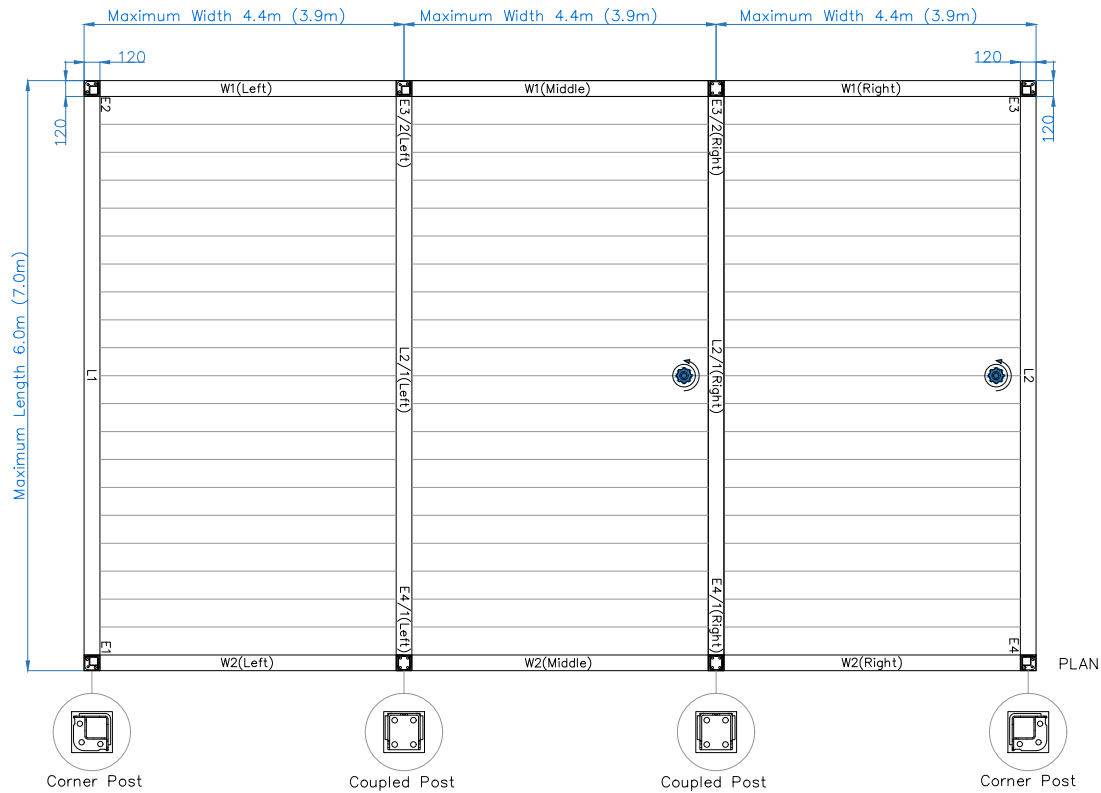 Maximum Width 4.4m (3.9m)
Maximum Width 4.4m (3.9m)
Maximum Width 4.4m (3.9m)
120
120
W1(Left)
W1(Middle)
W1(Right)
120
E2
E3/2(Left)
E3/2(Right)
E3
120
Maximum Length 6.0m (7.0m)
L1
L2/1(Left)
L2/1(Right)
L2
E1
E4/1(Left)
E4/1(Right)
E4
W2(Left)
W2(Middle)
W2(Right)
PLAN
Corner Post
Coupled Post
Coupled Post
Corner Post